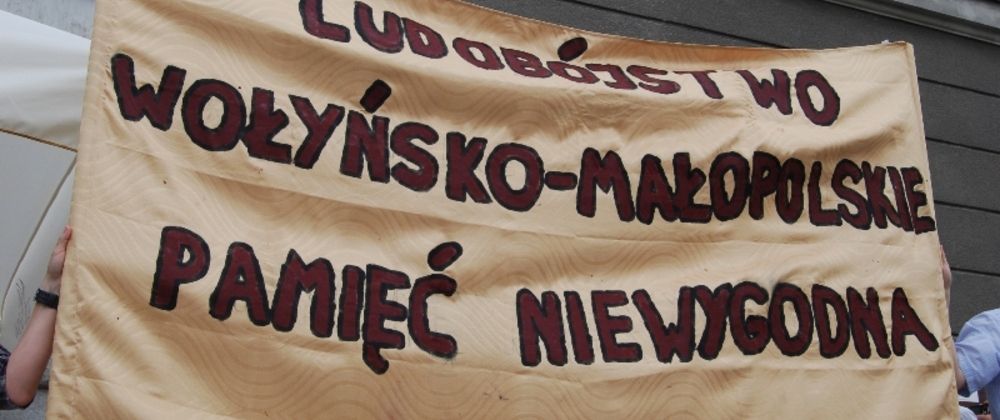 LUDOBÓJSTWO
WOŁYŃSKO-MAŁOPOLSKIE
PAMIĘĆ NIEWYGODNA